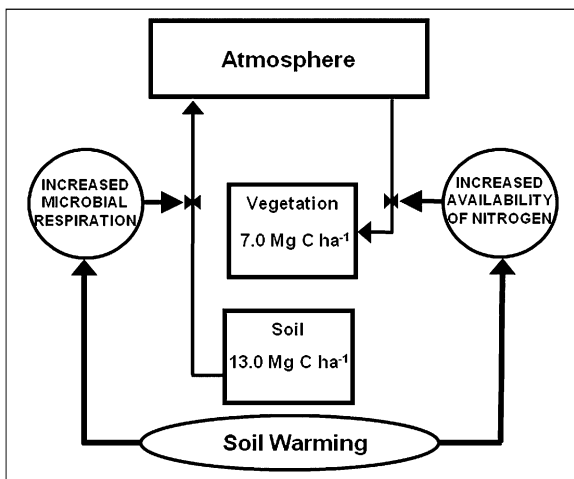 Atmosphere
INCREASED
MICROBIAL
RESPIRATION
Vegetation
7.0 Mg C ha⁻¹
INCREASED
AVAILABILITY
OF NITROGEN
Soil
13.0 Mg C ha⁻¹
Soil Warming